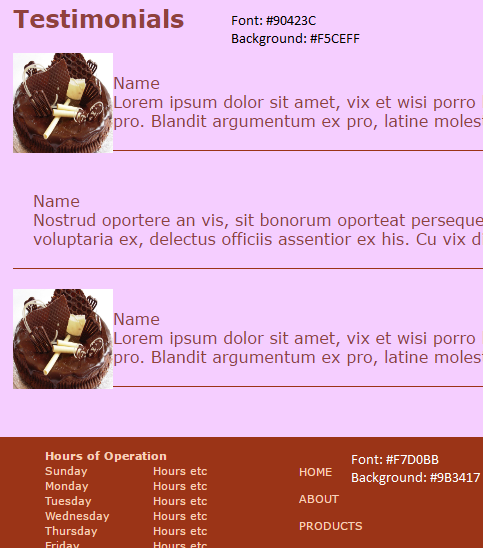 Testimonials
Font: #90423C
Background: #F5CEFF
Name
Lorem ipsum dolor sit amet, vix et wisi porro
pro. Blandit argumentum ex pro, latine moles
Name
Nostrud oportere an vis, sit bonorum oporteat perseque
voluptaria ex, delectus officiis assentior ex his. Cu vix d
Name
Lorem ipsum dolor sit amet, vix et wisi porro
pro. Blandit argumentum ex pro, latine moles
Hours of Operation
Sunday Hours etc
Monday Hours etc
Tuesday Hours etc
Wednesday Hours etc
Thursday Hours etc
Friday Hours etc
HOME
ABOUT
PRODUCTS
Font: #F7D0BB
Background: #9B3417